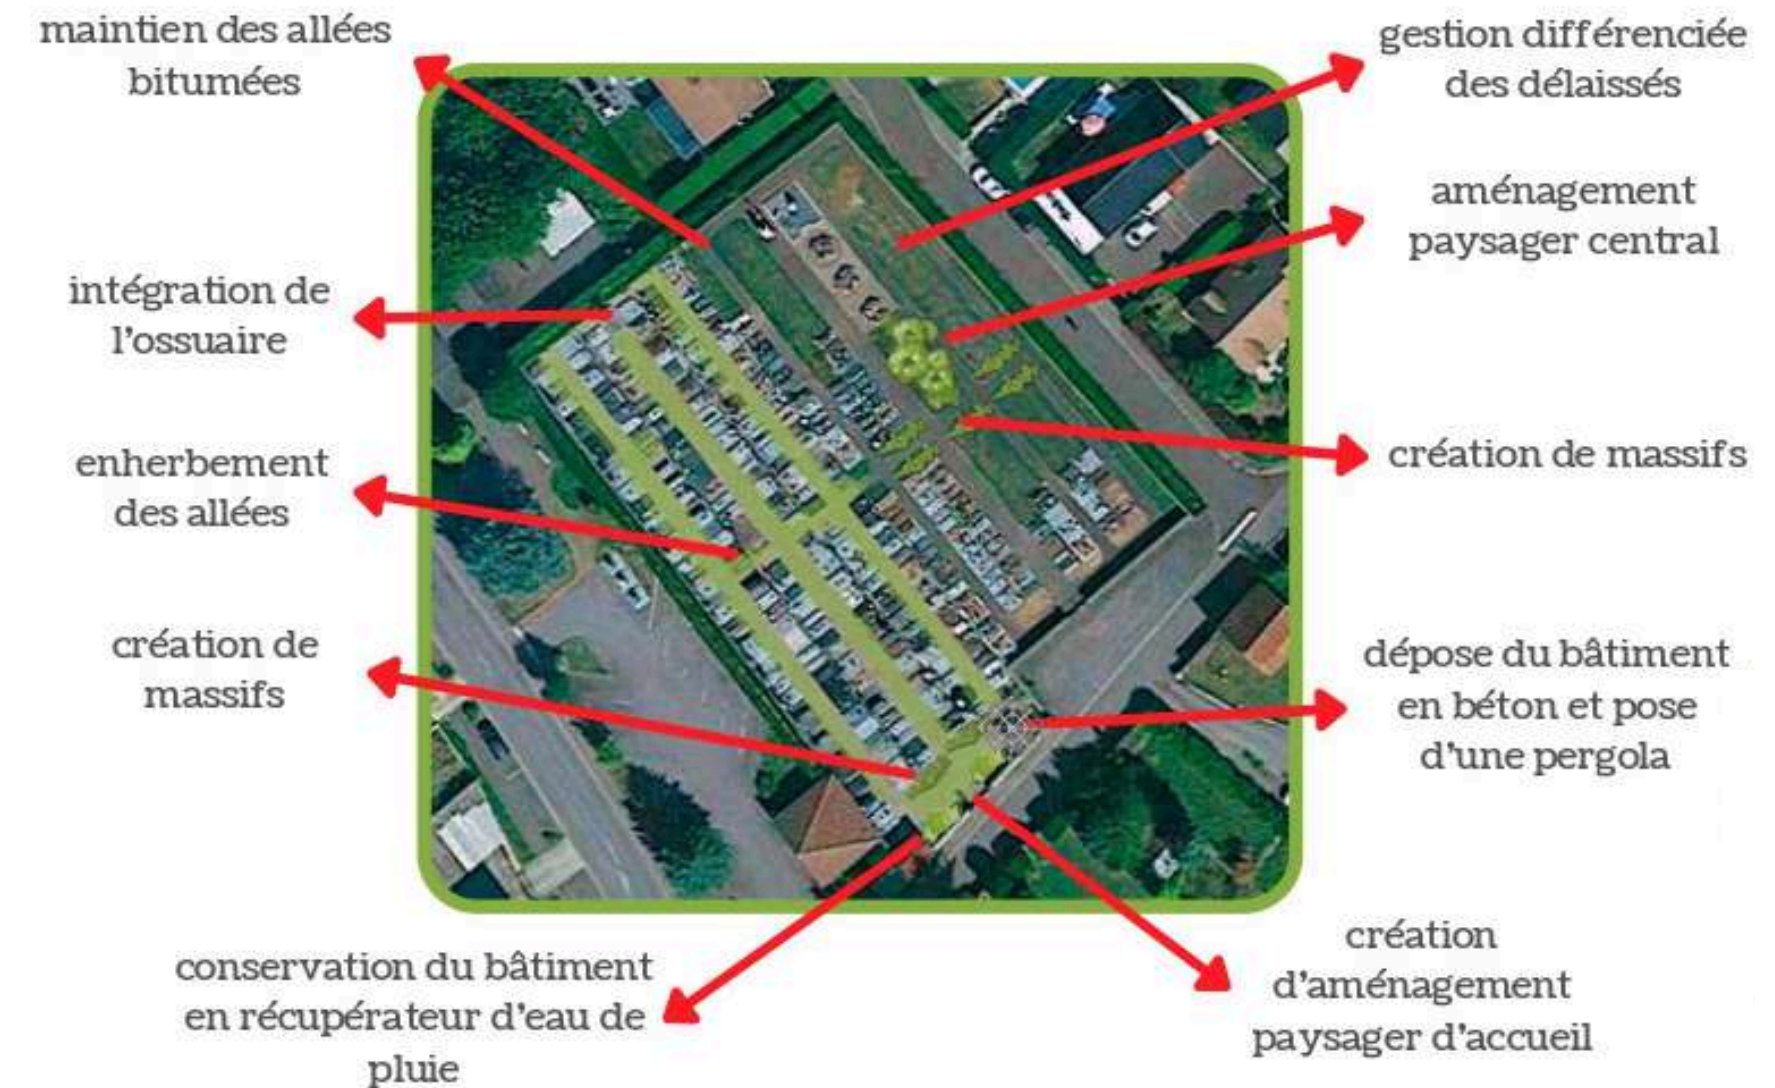 maintien des allées
bitumées
gestion différenciée
des délaissés
aménagement
paysager central
intégration de
l'ossuaire
enherbement
des allées
création de massifs
création de
massifs
dépose du bâtiment
en béton et pose
d'une pergola
conservation du bâtiment
en récupérateur d'eau de
pluie
création
d'aménagement
paysager d'accueil